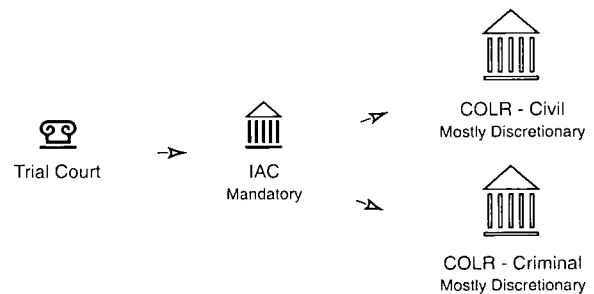 Trial Court
IAC
Mandatory
COLR - Civil
Mostly Discretionary
COLR - Criminal
Mostly Discretionary